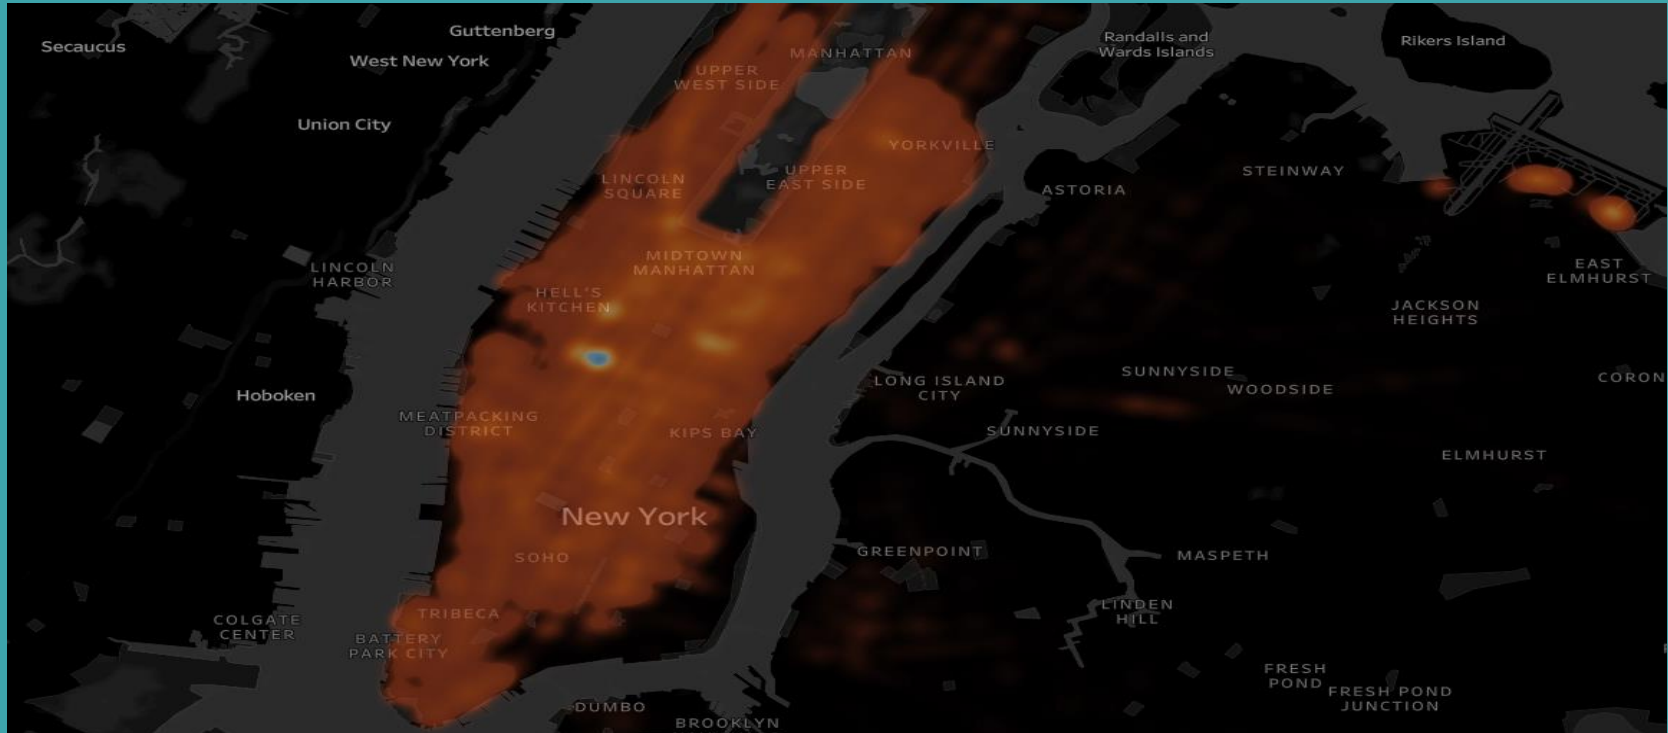 Guttenberg
Secaucus
West New York
Union City
MANHATTAN
UPPER
WEST SIDE
Randalls and
Wards Islands
Rikers Island
YORKVILLE
LINCOLN
SQUARE
UPPER
EAST SIDE
ASTORIA
STEINWAY
LINCOLN
HARBOR
MIDTOWN
MANHATTAN
HELL'S
KITCHEN
EAST
ELMHURST
JACKSON
HEIGHTS
Hoboken
LONG ISLAND
CITY
SUNNYSIDE
WOODSIDE
CORON
MEATPACKING
DISTRICT
KIPS BAY
SUNNYSIDE
ELMHURST
New York
SOHO
GREENPOINT
MASPETH
TRIBECA
LINDEN
HILL
COLGATE
CENTER
BATTERY
PARK CITY
FRESH
POND
FRESH POND
JUNCTION
DUMBO
BROOKLYN